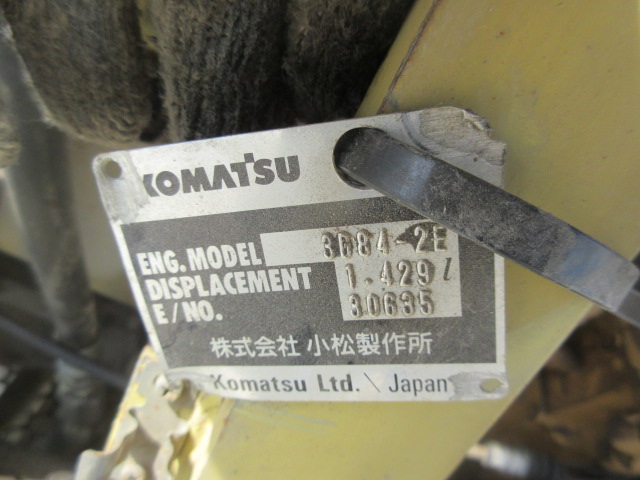 KOMATSU
ENG. MODEL 3D84-2E
DISPLACEMENT 1.429 l
E/NO. 30635
株式会社 小松製作所
Komatsu Ltd. \ Japan